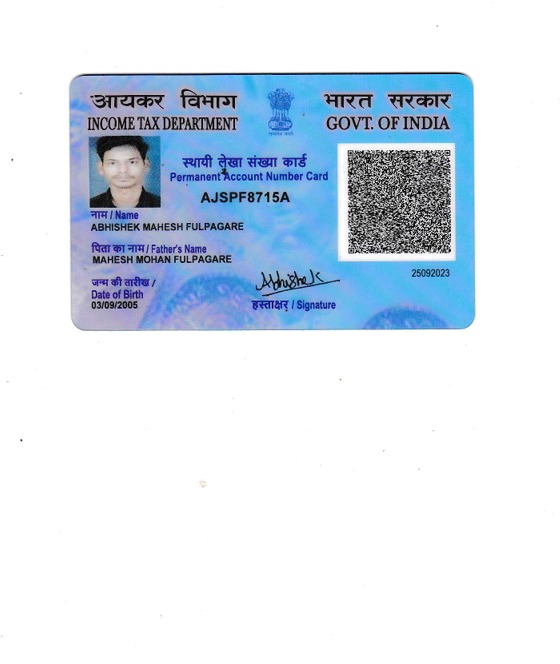 आयकर विभाग
INCOME TAX DEPARTMENT
भारत सरकार
GOVT. OF INDIA
स्थायी लेखा संख्या कार्ड
Permanent Account Number Card
AJSPF8715A
नाम / Name
ABHISHEK MAHESH FULPAGARE
पिता का नाम / Father's Name
MAHESH MOHAN FULPAGARE
जन्म की तारीख /
Date of Birth
03/09/2005
Abhishek
हस्ताक्षर / Signature
25092023